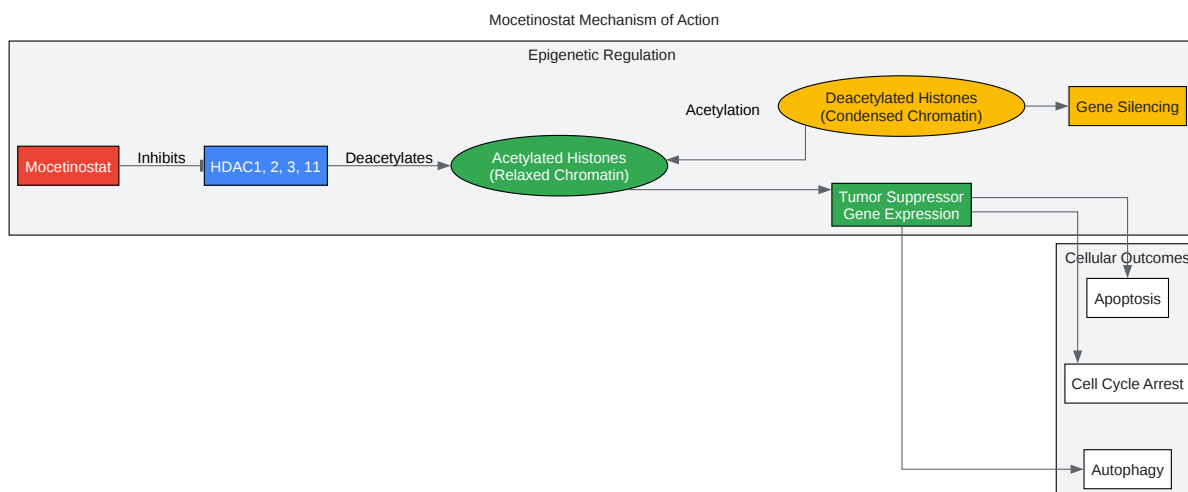 Mocetinostat Mechanism of Action
Epigenetic Regulation
Deacetylated Histones
(Condensed Chromatin)
Gene Silencing
Acetylation
Mocetinostat
Inhibits
HDAC1, 2, 3, 11
Deacetylates
Acetylated Histones
(Relaxed Chromatin)
Tumor Suppressor
Gene Expression
Cellular Outcomes
Apoptosis
Cell Cycle Arrest
Autophagy